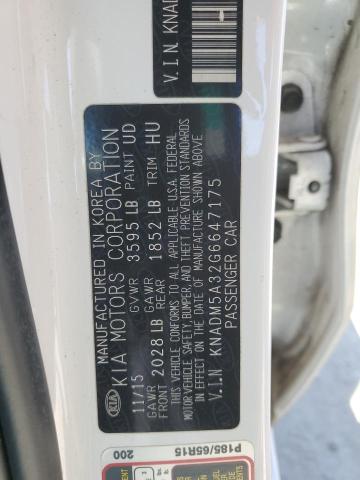 MANUFACTURED IN KOREA BY
KIA MOTORS CORPORATION
11/15 GVWR 3595 LB PAINT UD
GAWR FRONT 2028 LB GAWR REAR 1852 LB TRIM HU
THIS VEHICLE CONFORMS TO ALL APPLICABLE U.S.A. FEDERAL
MOTOR VEHICLE SAFETY, BUMPER, AND THEFT PREVENTION STANDARDS
IN EFFECT ON THE DATE OF MANUFACTURE SHOWN ABOVE
V.I.N KNADM5A32G6647175
PASSENGER CAR
KIA
V.I.N KNAD
P185/65R15
200